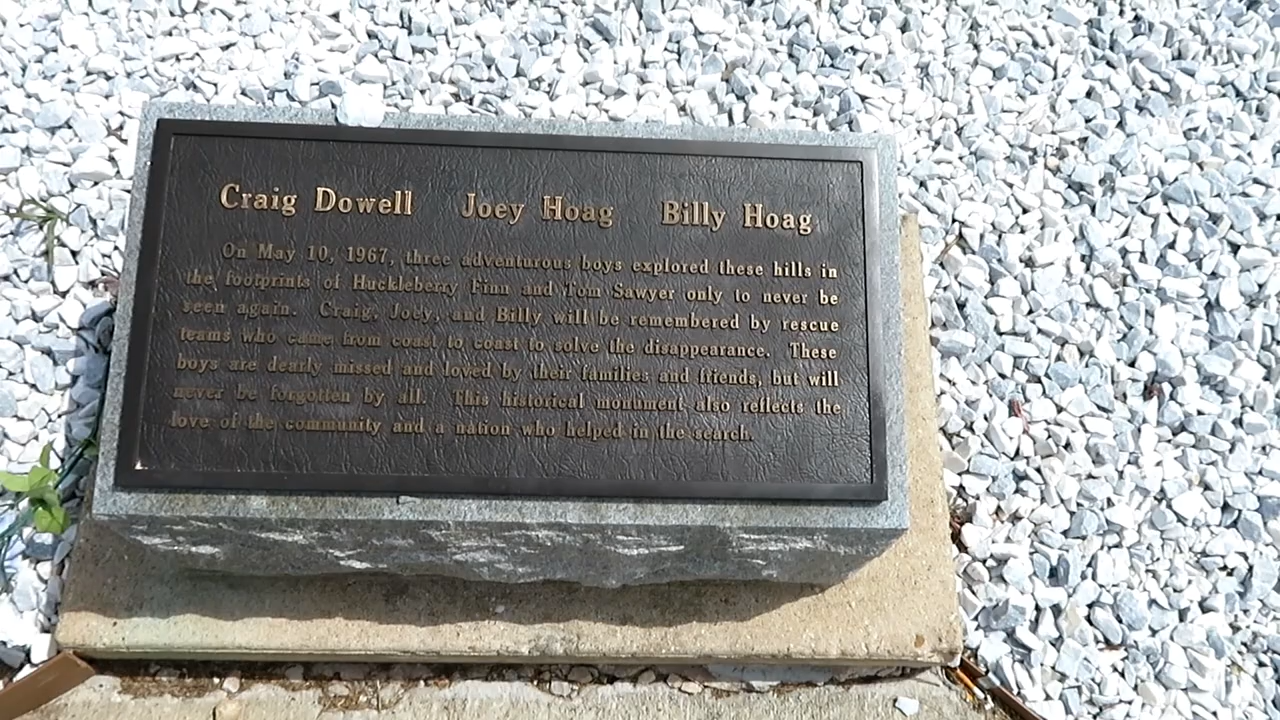 Craig Dowell Joey Hoag Billy Hoag
On May 10, 1967, three adventurous boys explored these hills in
the footprints of Huckleberry Finn and Tom Sawyer only to never be
seen again. Craig, Joey, and Billy will be remembered by rescue
teams who came from coast to coast to solve the disappearance. These
boys are dearly missed and loved by their families and friends, but will
never be forgotten by all. This historical monument also reflects the
love of the community and a nation who helped in the search.